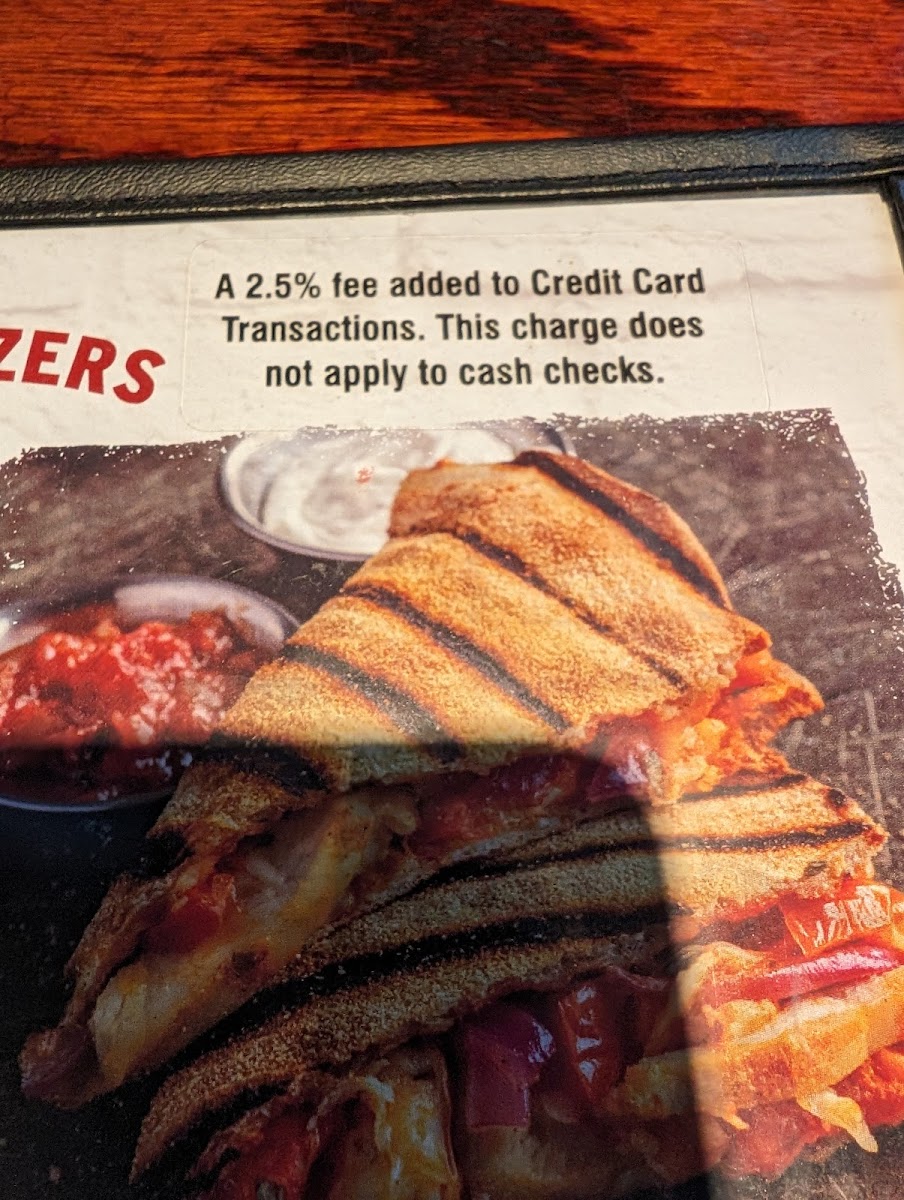 A 2.5% fee added to Credit Card
Transactions. This charge does
not apply to cash checks.
ZERS